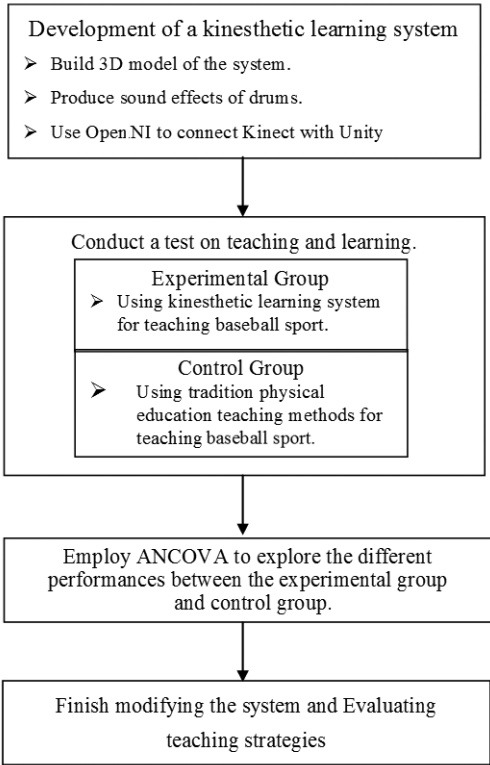 Development of a kinesthetic learning system
➢ Build 3D model of the system.
➢ Produce sound effects of drums.
➢ Use Open.NI to connect Kinect with Unity
Conduct a test on teaching and learning.
Experimental Group
➢ Using kinesthetic learning system
for teaching baseball sport.
Control Group
➢ Using tradition physical
education teaching methods for
teaching baseball sport.
Employ ANCOVA to explore the different
performances between the experimental group
and control group.
Finish modifying the system and Evaluating
teaching strategies